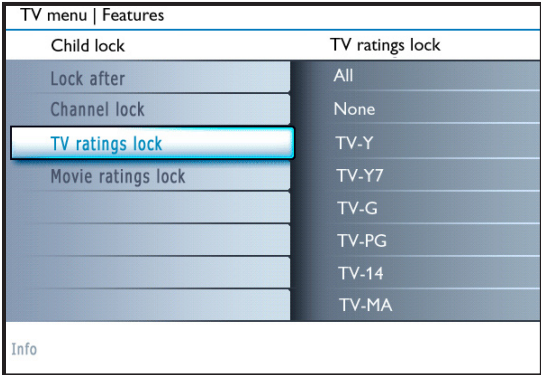 TV menu | Features
Child lock
TV ratings lock
Lock after
All
Channel lock
None
TV ratings lock
TV-Y
Movie ratings lock
TV-Y7
TV-G
TV-PG
TV-14
TV-MA
Info